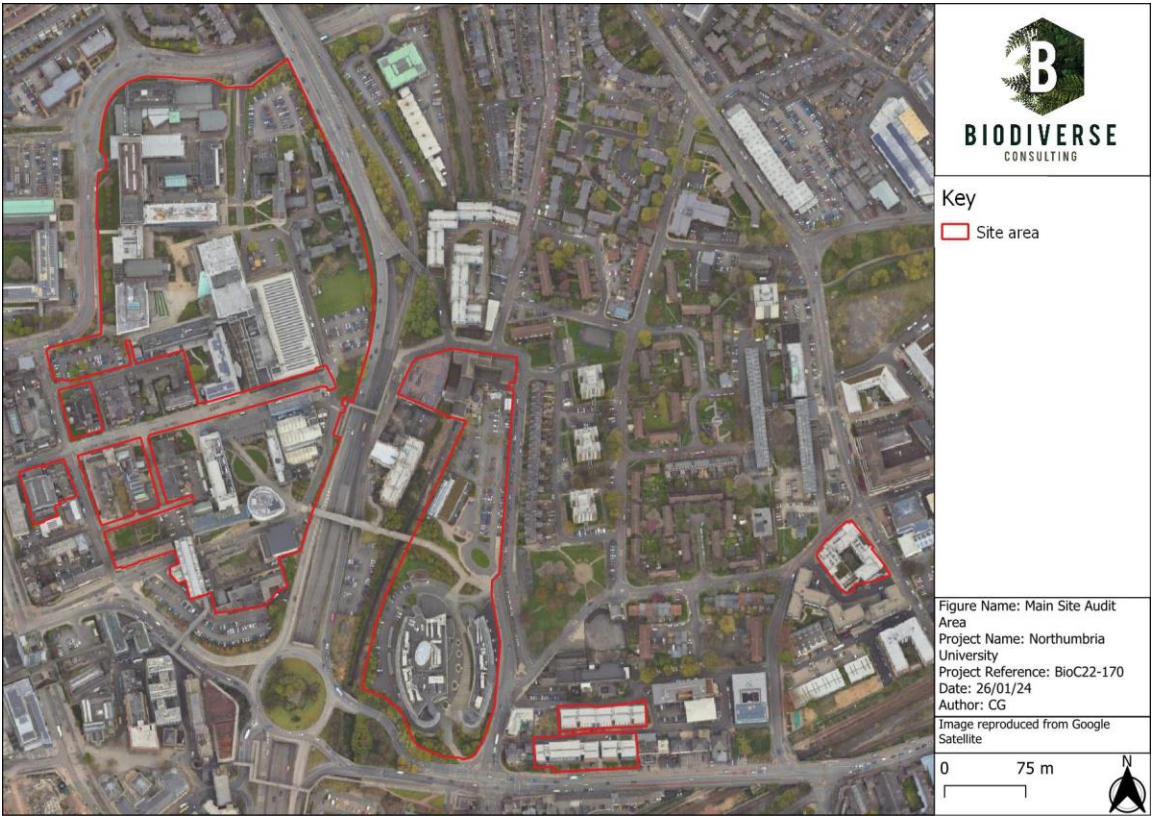 B
BIODIVERSE
CONSULTING
Key
Site area
Figure Name: Main Site Audit
Area
Project Name: Northumbria
University
Project Reference: BioC22-170
Date: 26/01/24
Author: CG
Image reproduced from Google
Satellite
0 75 m
N